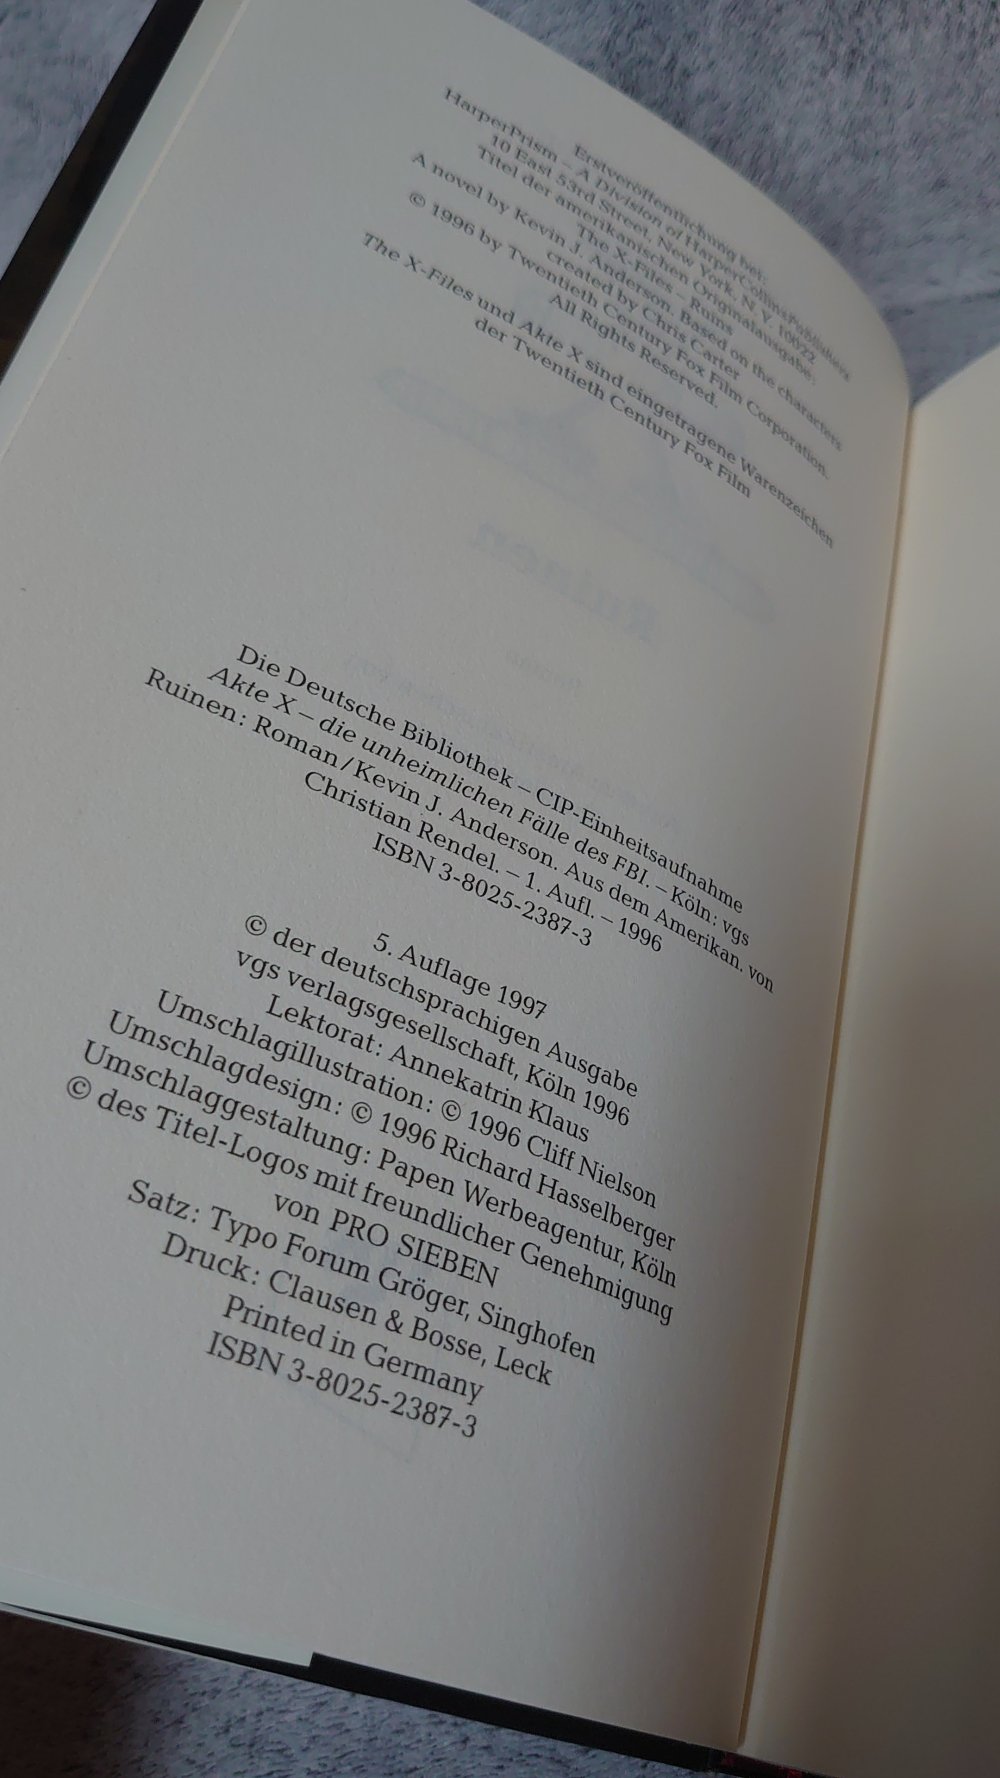 Erstveröffentlichung bei:
HarperPrism – A Division of HarperCollinsPublishers
10 East 53rd Street, New York, N. Y. 10022
Titel der amerikanischen Originalausgabe:
The X-Files – Ruins
A novel by Kevin J. Anderson. Based on the characters
created by Chris Carter
© 1996 by Twentieth Century Fox Film Corporation.
All Rights Reserved.
The X-Files und Akte X sind eingetragene Warenzeichen
der Twentieth Century Fox Film
Die Deutsche Bibliothek – CIP-Einheitsaufnahme
Akte X – die unheimlichen Fälle des FBI. – Köln: vgs
Ruinen: Roman/Kevin J. Anderson. Aus dem Amerikan. von
Christian Rendel. – 1. Aufl. – 1996
ISBN 3-8025-2387-3
5. Auflage 1997
© der deutschsprachigen Ausgabe
vgs verlagsgesellschaft, Köln 1996
Lektorat: Annekatrin Klaus
Umschlagillustration: © 1996 Cliff Nielson
Umschlagdesign: © 1996 Richard Hasselberger
Umschlaggestaltung: Papen Werbeagentur, Köln
© des Titel-Logos mit freundlicher Genehmigung
von PRO SIEBEN
Satz: Typo Forum Gröger, Singhofen
Druck: Clausen & Bosse, Leck
Printed in Germany
ISBN 3-8025-2387-3